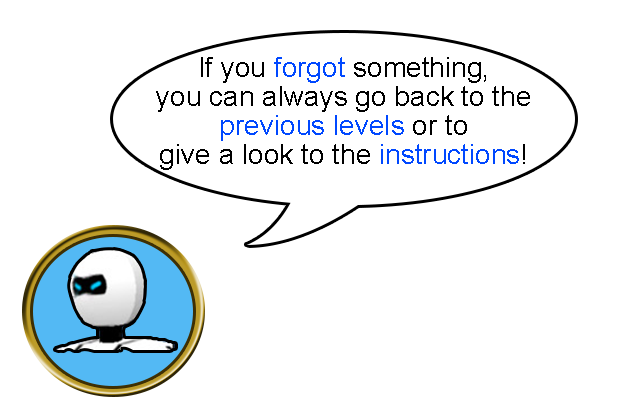 If you forgot something,
you can always go back to the
previous levels or to
give a look to the instructions!